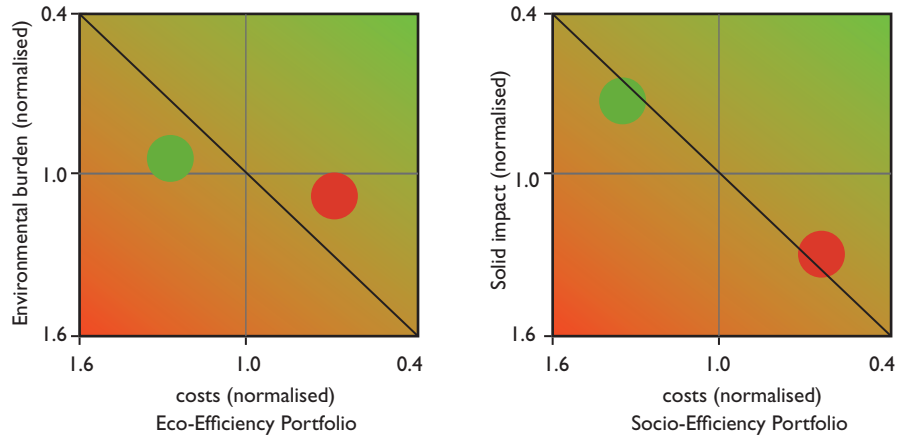 0.4
Environmental burden (normalised)
1.0
1.6
1.6
1.0
0.4
costs (normalised)
Eco-Efficiency Portfolio
0.4
Solid impact (normalised)
1.0
1.6
1.6
1.0
0.4
costs (normalised)
Socio-Efficiency Portfolio